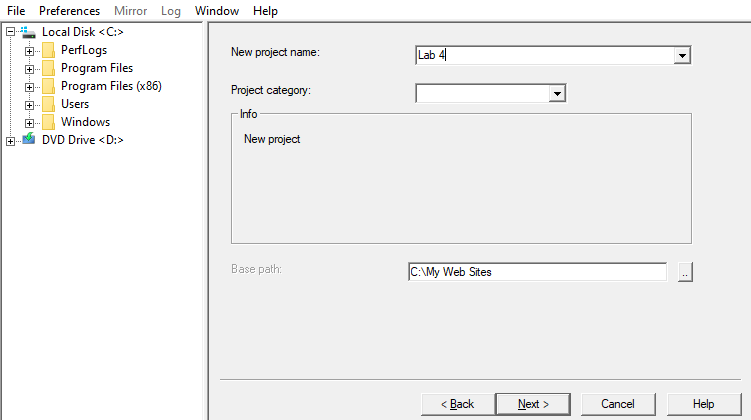 File Preferences Mirror Log Window Help
Local Disk <C:>
PerfLogs
Program Files
Program Files (x86)
Users
Windows
DVD Drive <D:>
New project name: Lab 4
Project category:
Info
New project
Base path: C:\My Web Sites ..
< Back Next > Cancel Help